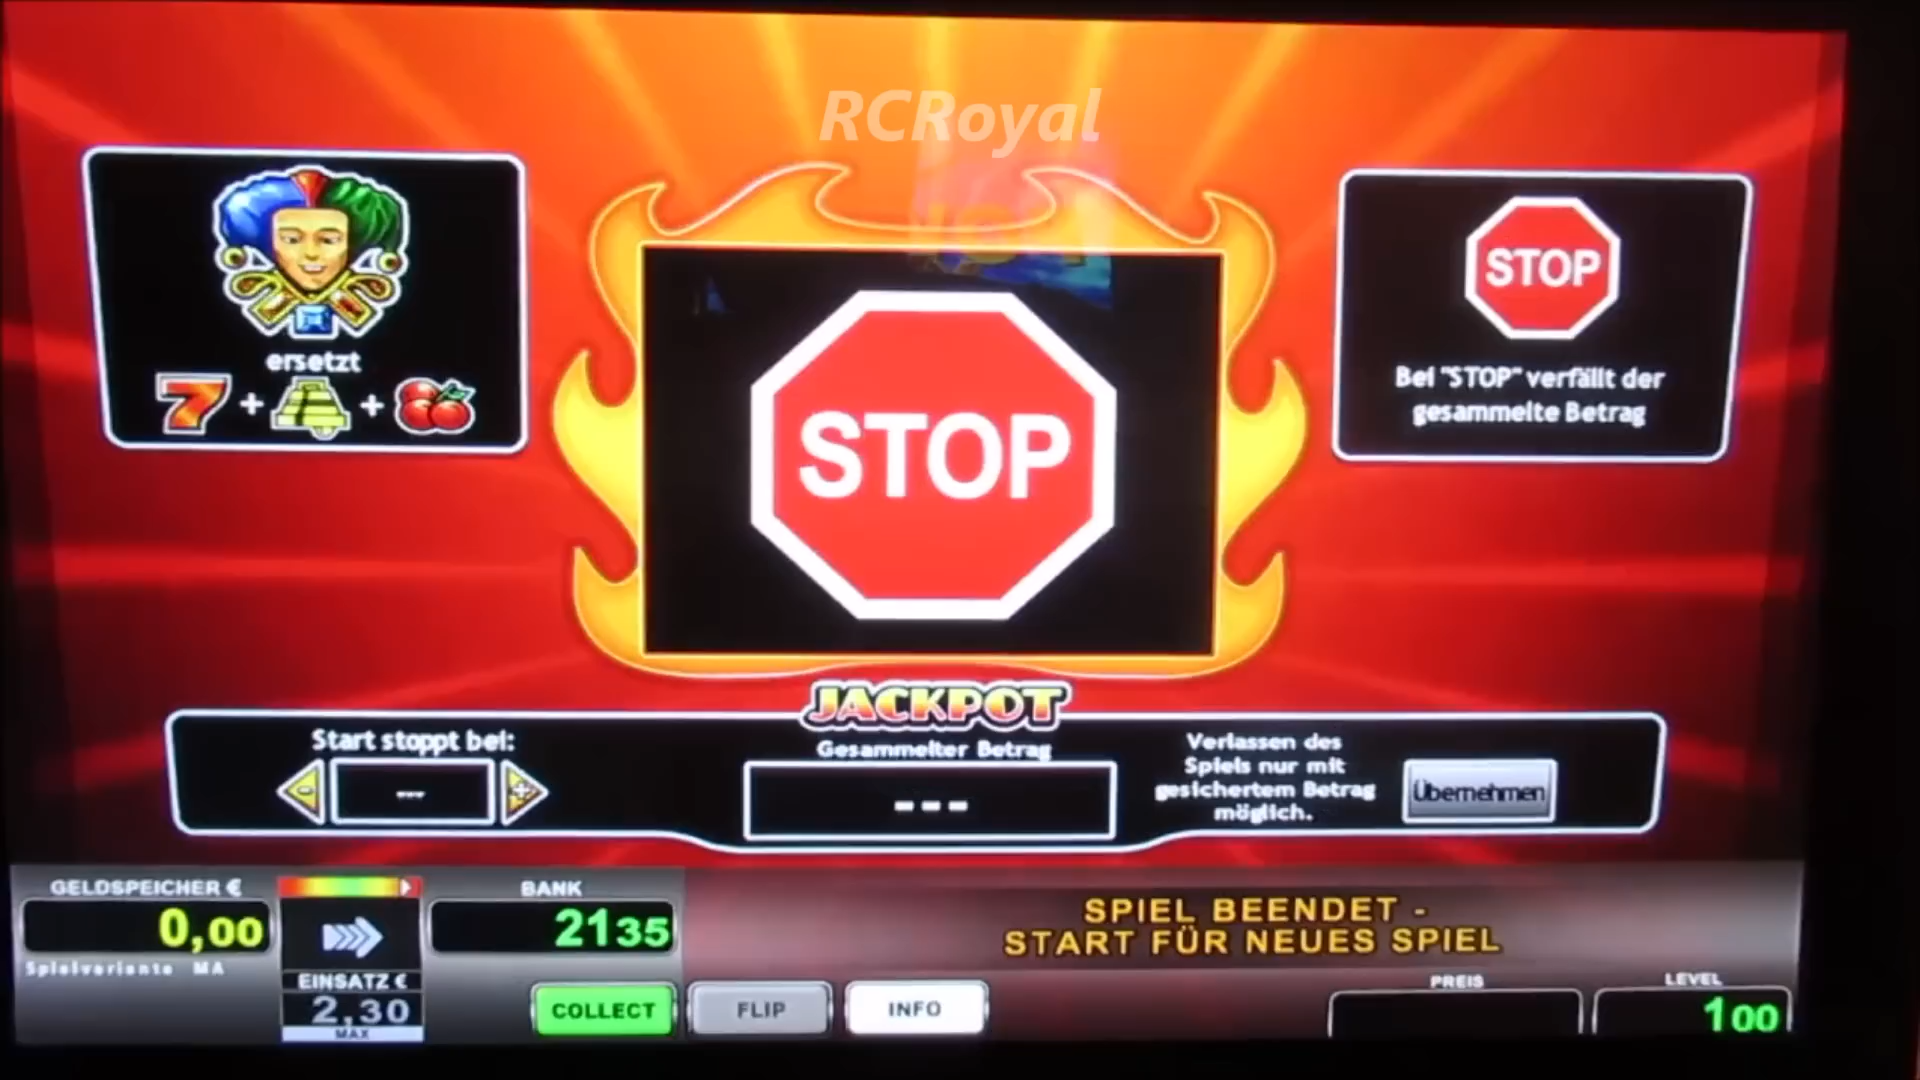 RCRoyal
ersetzt
7 + +
STOP
STOP
Bei "STOP" verfällt der
gesammelte Betrag
JACKPOT
Start stoppt bei:
- --- +
Gesammelter Betrag
---
Verlassen des
Spiels nur mit
gesichertem Betrag
möglich.
Übernehmen
GELDSPEICHER €
0,00
Spielvariante MA
EINSATZ €
2,30
MAX
BANK
2135
COLLECT
FLIP
INFO
SPIEL BEENDET -
START FÜR NEUES SPIEL
PREIS
LEVEL
100